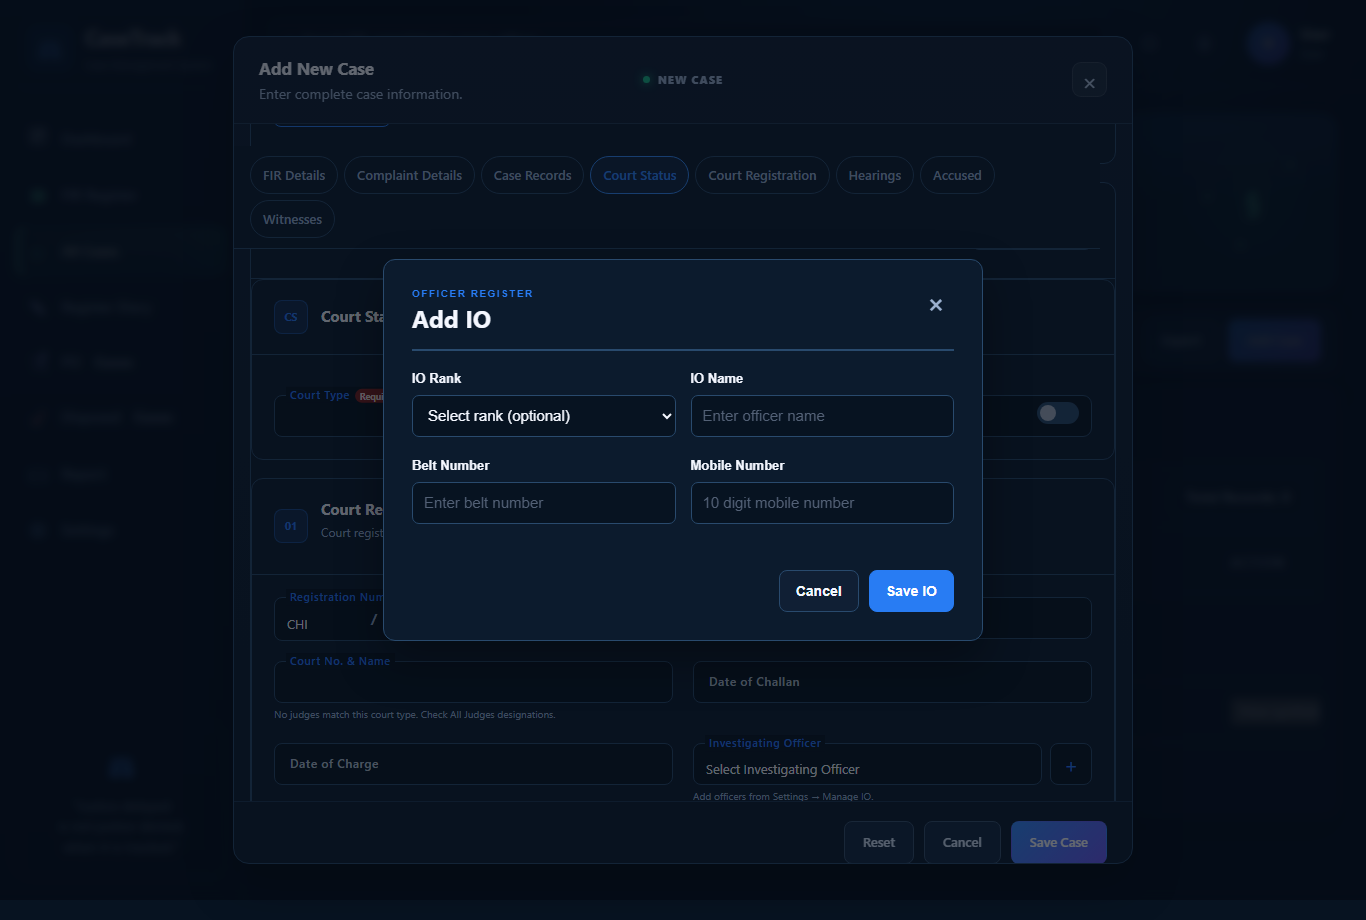 Add New Case
Enter complete case information.
NEW CASE
FIR Details
Complaint Details
Case Records
Court Status
Court Registration
Hearings
Accused
Witnesses
OFFICER REGISTER
Add IO
IO Rank
IO Name
Select rank (optional)
Enter officer name
Belt Number
Mobile Number
Enter belt number
10 digit mobile number
Cancel
Save IO
CS
Court Sta
Court Type
Requi
01
Court Re
Court regist
Registration Num
CHI /
Court No. & Name
Date of Challan
No judges match this court type. Check All Judges designations.
Date of Charge
Investigating Officer
Select Investigating Officer
+
Add officers from Settings → Manage IO.
Reset
Cancel
Save Case